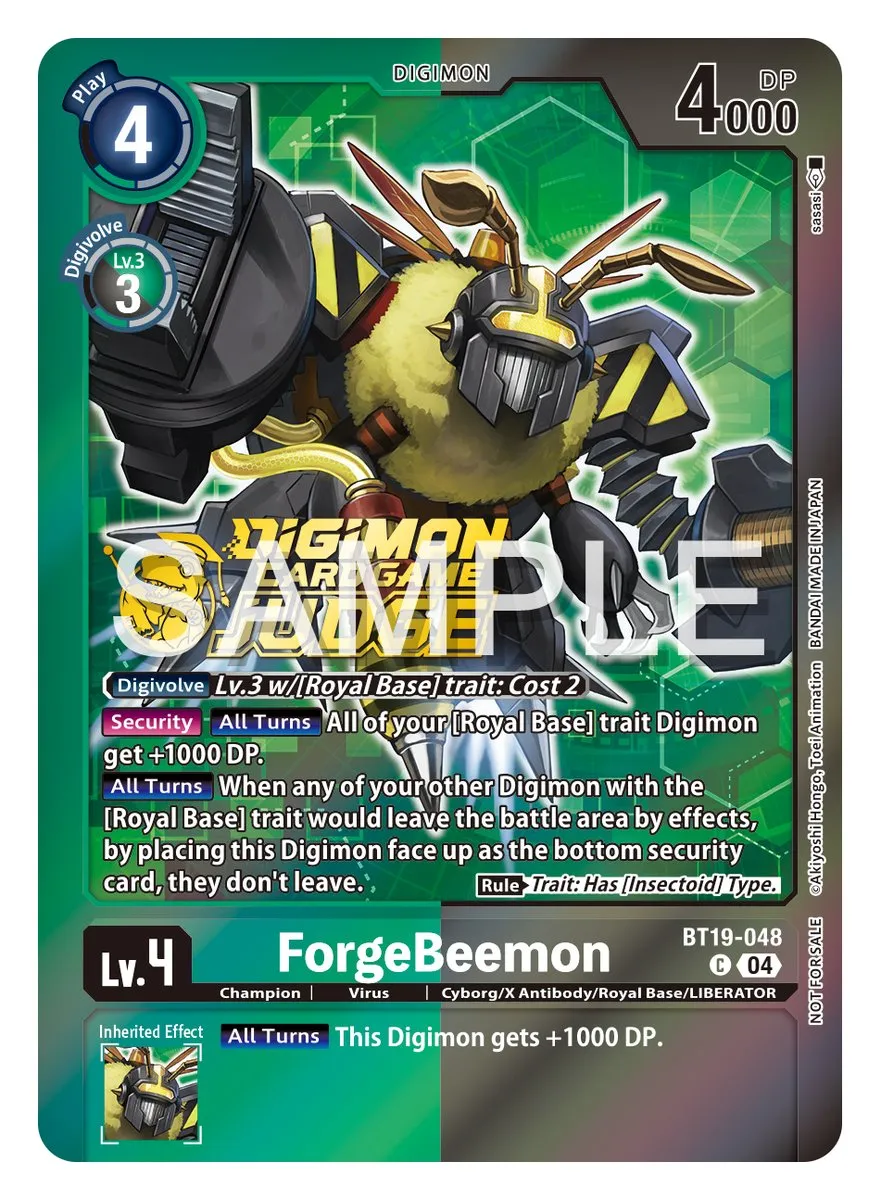 DIGIMON
Play
4
DP
4000
Digivolve
Lv.3
3
sasasi
DIGIMON
CARD GAME
JUDGE
SAMPLE
Digivolve Lv.3 w/[Royal Base] trait: Cost 2
Security All Turns All of your [Royal Base] trait Digimon
get +1000 DP.
All Turns When any of your other Digimon with the
[Royal Base] trait would leave the battle area by effects,
by placing this Digimon face up as the bottom security
card, they don't leave.
Rule Trait: Has [Insectoid] Type.
©Akiyoshi Hongo, Toei Animation BANDAI MADE IN JAPAN
NOT FOR SALE
Lv.4
ForgeBeemon
BT19-048
C 04
Champion | Virus | Cyborg/X Antibody/Royal Base/LIBERATOR
Inherited Effect
All Turns This Digimon gets +1000 DP.